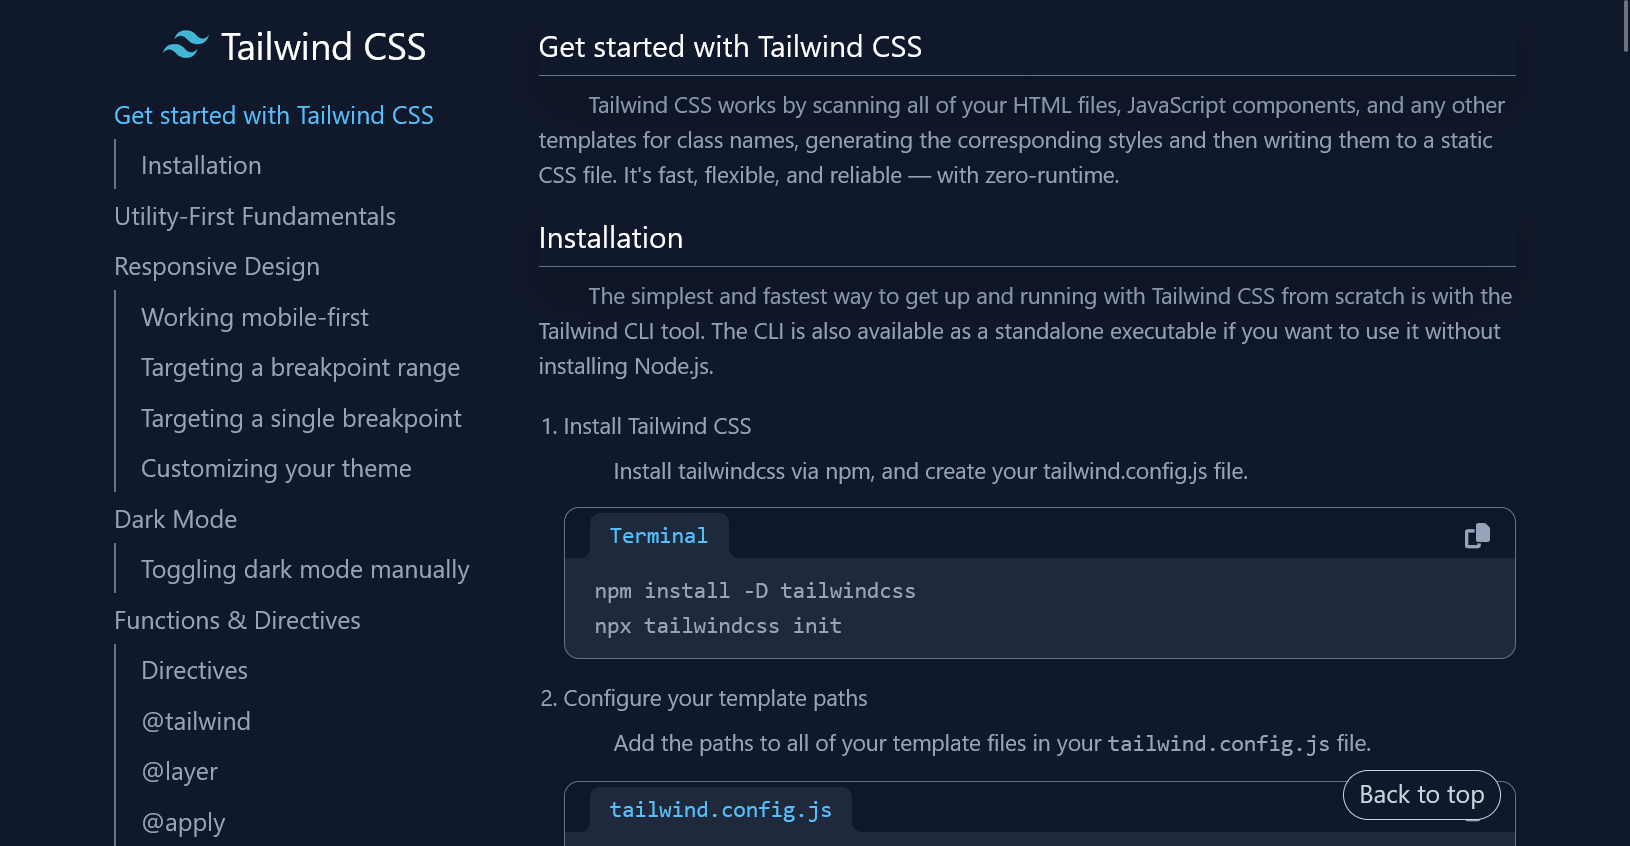 Tailwind CSS
Get started with Tailwind CSS
Installation
Utility-First Fundamentals
Responsive Design
Working mobile-first
Targeting a breakpoint range
Targeting a single breakpoint
Customizing your theme
Dark Mode
Toggling dark mode manually
Functions & Directives
Directives
@tailwind
@layer
@apply
Get started with Tailwind CSS
Tailwind CSS works by scanning all of your HTML files, JavaScript components, and any other
templates for class names, generating the corresponding styles and then writing them to a static
CSS file. It's fast, flexible, and reliable — with zero-runtime.
Installation
The simplest and fastest way to get up and running with Tailwind CSS from scratch is with the
Tailwind CLI tool. The CLI is also available as a standalone executable if you want to use it without
installing Node.js.
1. Install Tailwind CSS
Install tailwindcss via npm, and create your tailwind.config.js file.
Terminal
npm install -D tailwindcss
npx tailwindcss init
2. Configure your template paths
Add the paths to all of your template files in your tailwind.config.js file.
tailwind.config.js
Back to top